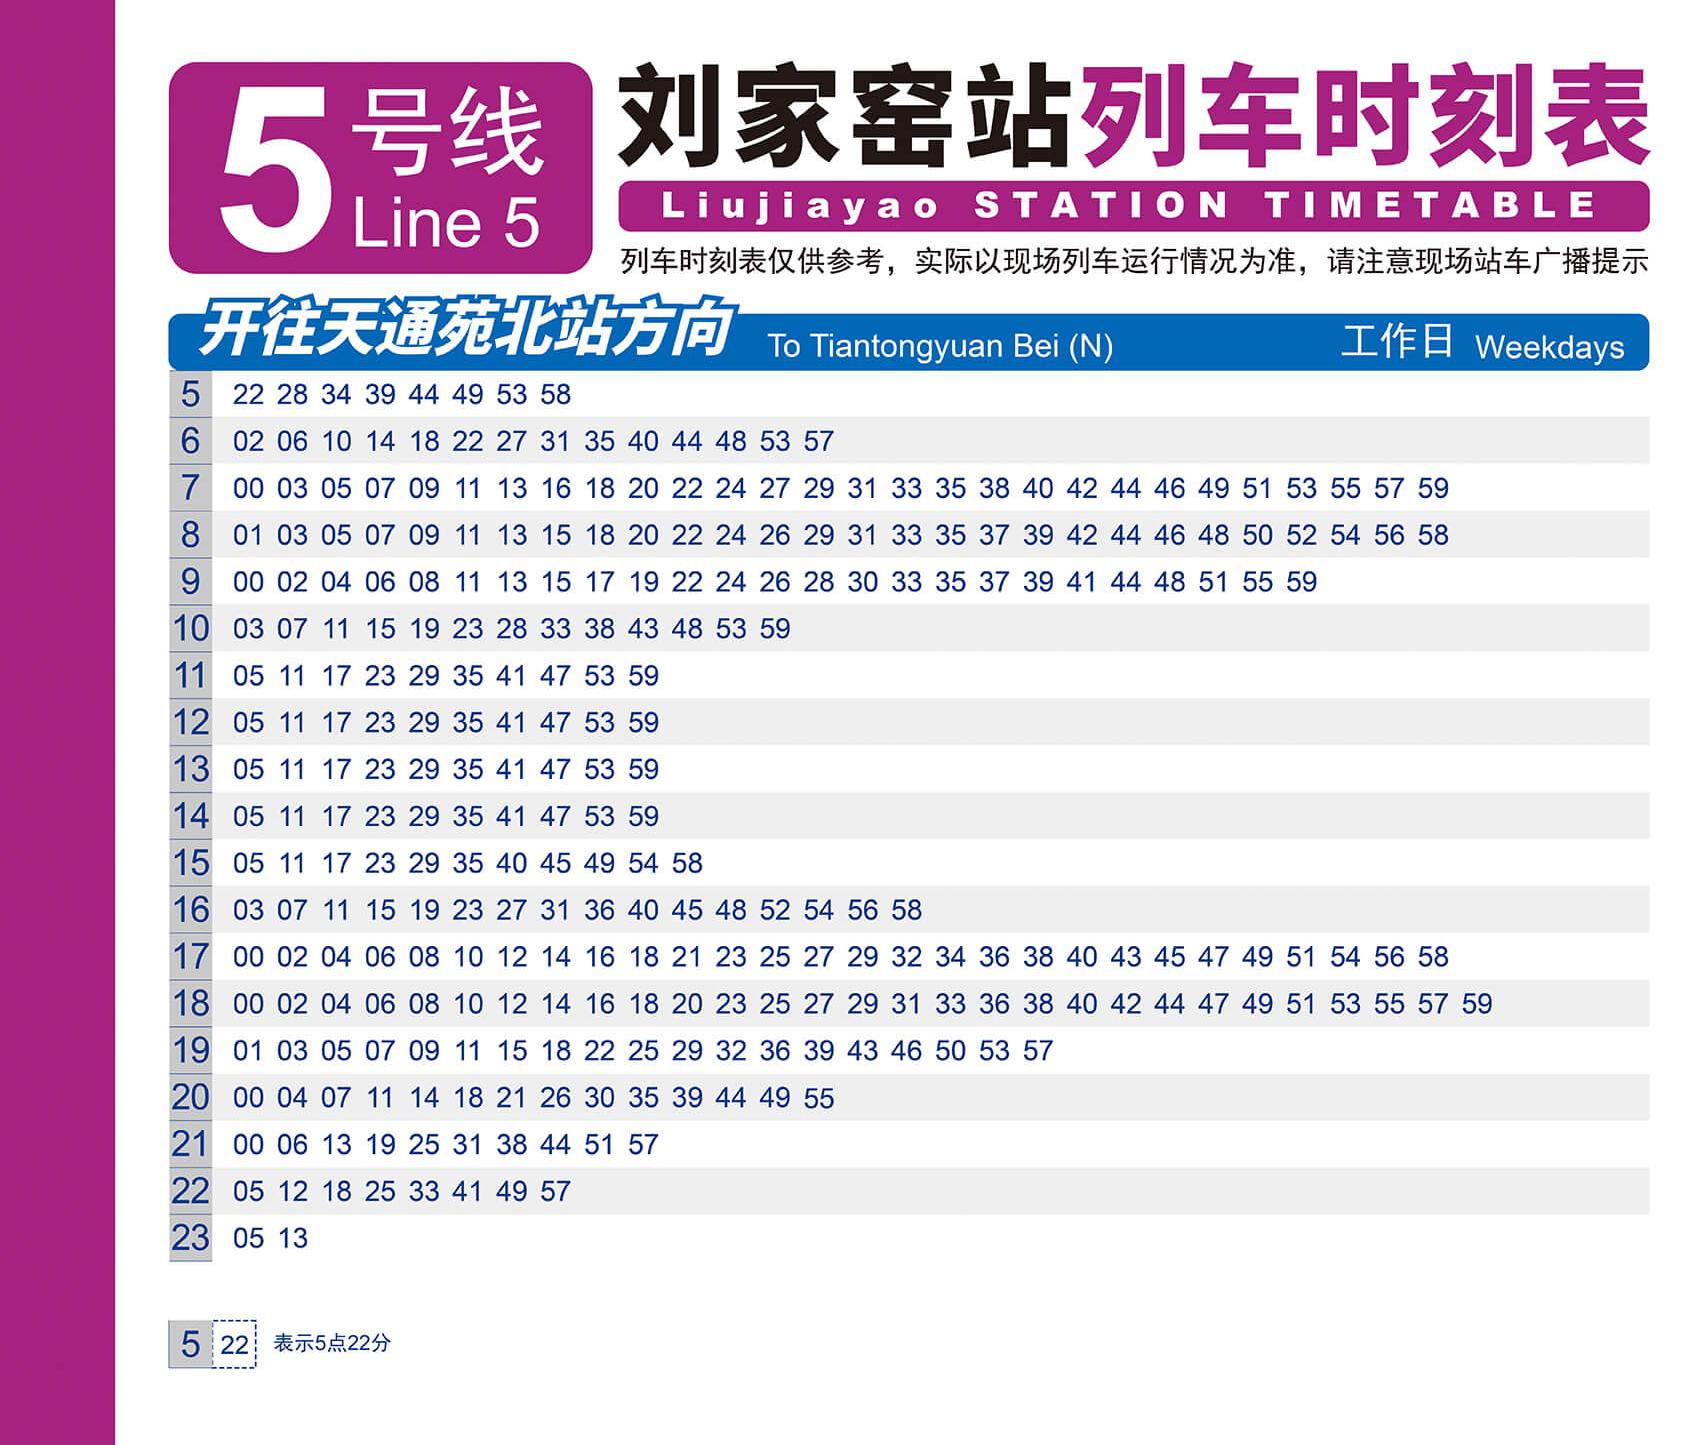 5号线
Line 5
刘家窑站列车时刻表
Liujiayao STATION TIMETABLE
列车时刻表仅供参考，实际以现场列车运行情况为准，请注意现场站车广播提示
开往天通苑北站方向 To Tiantongyuan Bei (N) 工作日 Weekdays
5 22 28 34 39 44 49 53 58
6 02 06 10 14 18 22 27 31 35 40 44 48 53 57
7 00 03 05 07 09 11 13 16 18 20 22 24 27 29 31 33 35 38 40 42 44 46 49 51 53 55 57 59
8 01 03 05 07 09 11 13 15 18 20 22 24 26 29 31 33 35 37 39 42 44 46 48 50 52 54 56 58
9 00 02 04 06 08 11 13 15 17 19 22 24 26 28 30 33 35 37 39 41 44 48 51 55 59
10 03 07 11 15 19 23 28 33 38 43 48 53 59
11 05 11 17 23 29 35 41 47 53 59
12 05 11 17 23 29 35 41 47 53 59
13 05 11 17 23 29 35 41 47 53 59
14 05 11 17 23 29 35 41 47 53 59
15 05 11 17 23 29 35 40 45 49 54 58
16 03 07 11 15 19 23 27 31 36 40 45 48 52 54 56 58
17 00 02 04 06 08 10 12 14 16 18 21 23 25 27 29 32 34 36 38 40 43 45 47 49 51 54 56 58
18 00 02 04 06 08 10 12 14 16 18 20 23 25 27 29 31 33 36 38 40 42 44 47 49 51 53 55 57 59
19 01 03 05 07 09 11 15 18 22 25 29 32 36 39 43 46 50 53 57
20 00 04 07 11 14 18 21 26 30 35 39 44 49 55
21 00 06 13 19 25 31 38 44 51 57
22 05 12 18 25 33 41 49 57
23 05 13
5 22 表示5点22分